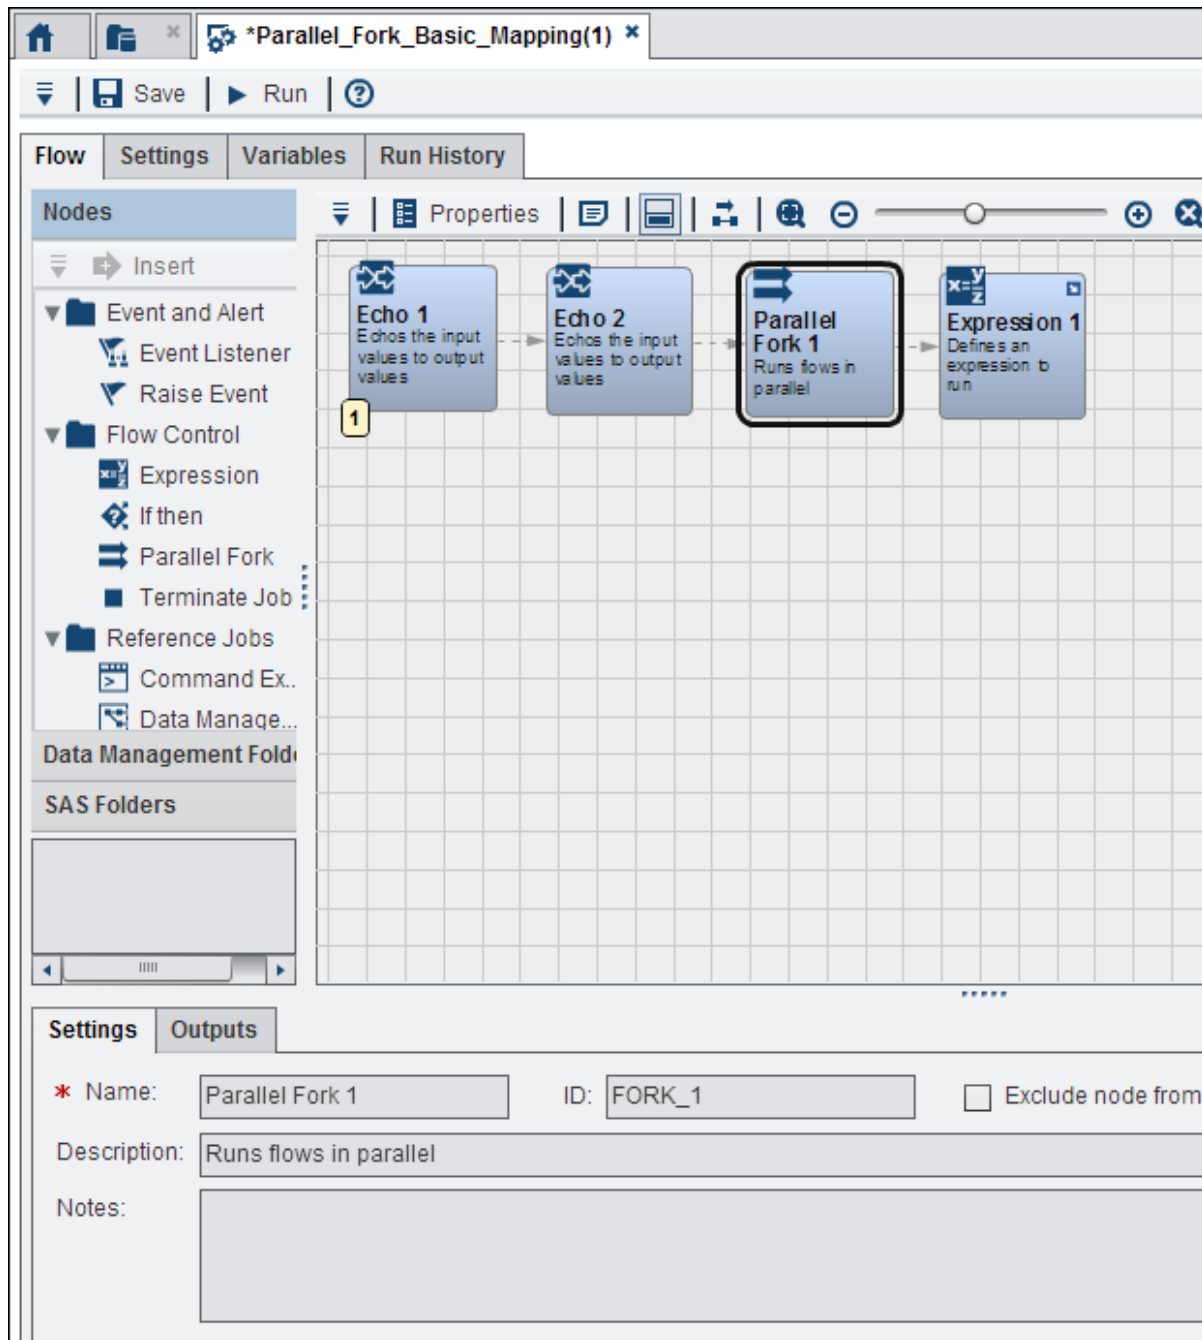 *Parallel_Fork_Basic_Mapping(1)
Save Run
Flow Settings Variables Run History
Nodes
Properties
Insert
Event and Alert
Event Listener
Raise Event
Flow Control
Expression
If then
Parallel Fork
Terminate Job
Reference Jobs
Command Ex..
Data Manage...
Data Management Folde
SAS Folders
Echo 1
Echos the input
values to output
values
1
Echo 2
Echos the input
values to output
values
Parallel
Fork 1
Runs flows in
parallel
x=y/z
Expression 1
Defines an
expression to
run
Settings Outputs
* Name: Parallel Fork 1 ID: FORK_1 Exclude node from
Description: Runs flows in parallel
Notes: